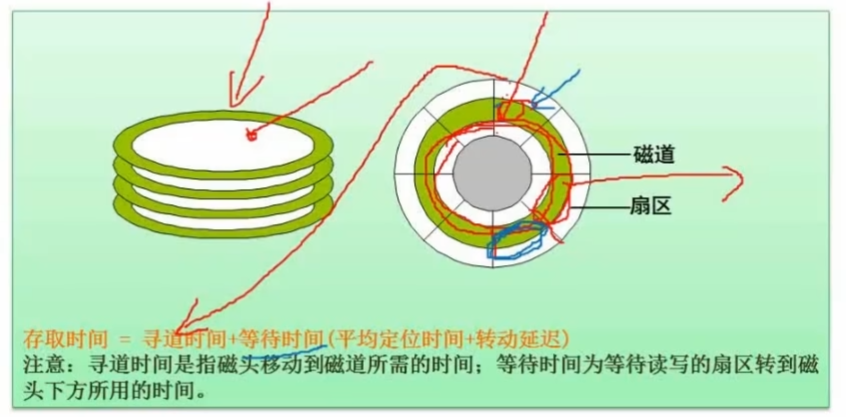 磁道
扇区
存取时间 = 寻道时间+等待时间(平均定位时间+转动延迟)
注意：寻道时间是指磁头移动到磁道所需的时间；等待时间为等待读写的扇区转到磁
头下方所用的时间。